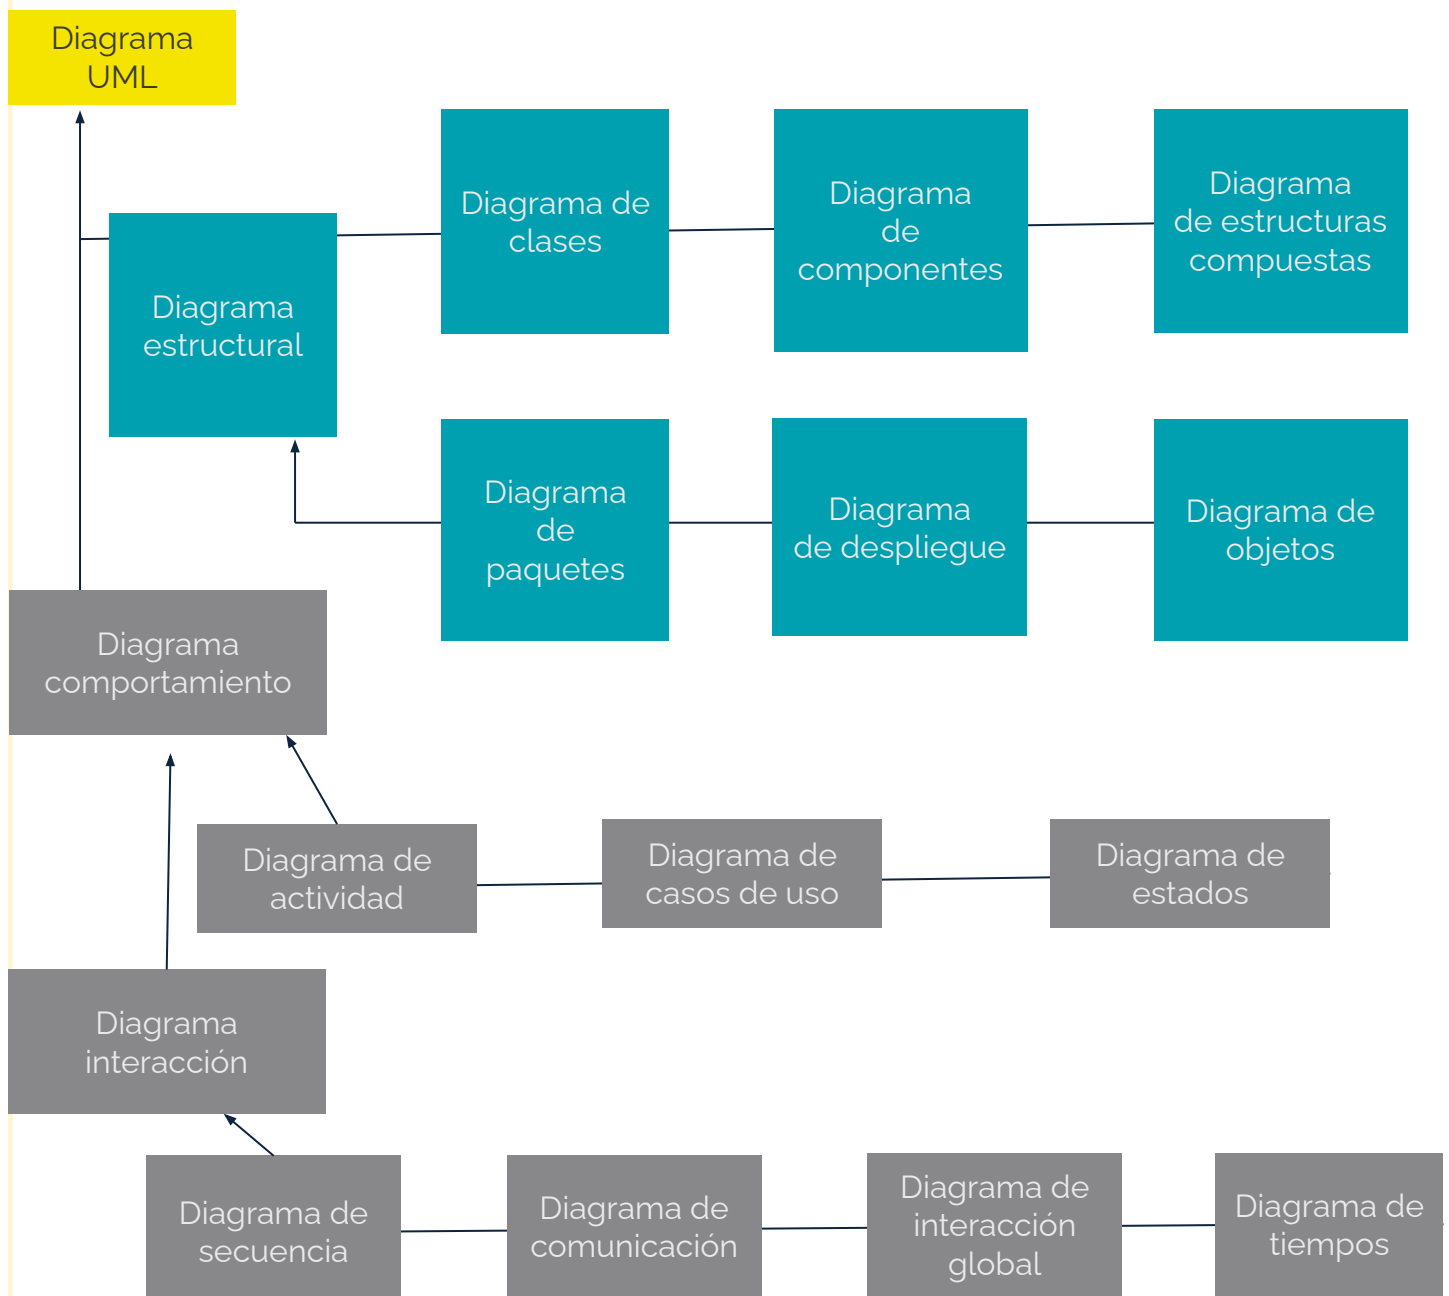 Diagrama
UML
Diagrama de
clases
Diagrama
de
componentes
Diagrama
de estructuras
compuestas
Diagrama
estructural
Diagrama
de
paquetes
Diagrama
de despliegue
Diagrama de
objetos
Diagrama
comportamiento
Diagrama de
actividad
Diagrama de
casos de uso
Diagrama de
estados
Diagrama
interacción
Diagrama de
secuencia
Diagrama de
comunicación
Diagrama de
interacción
global
Diagrama de
tiempos